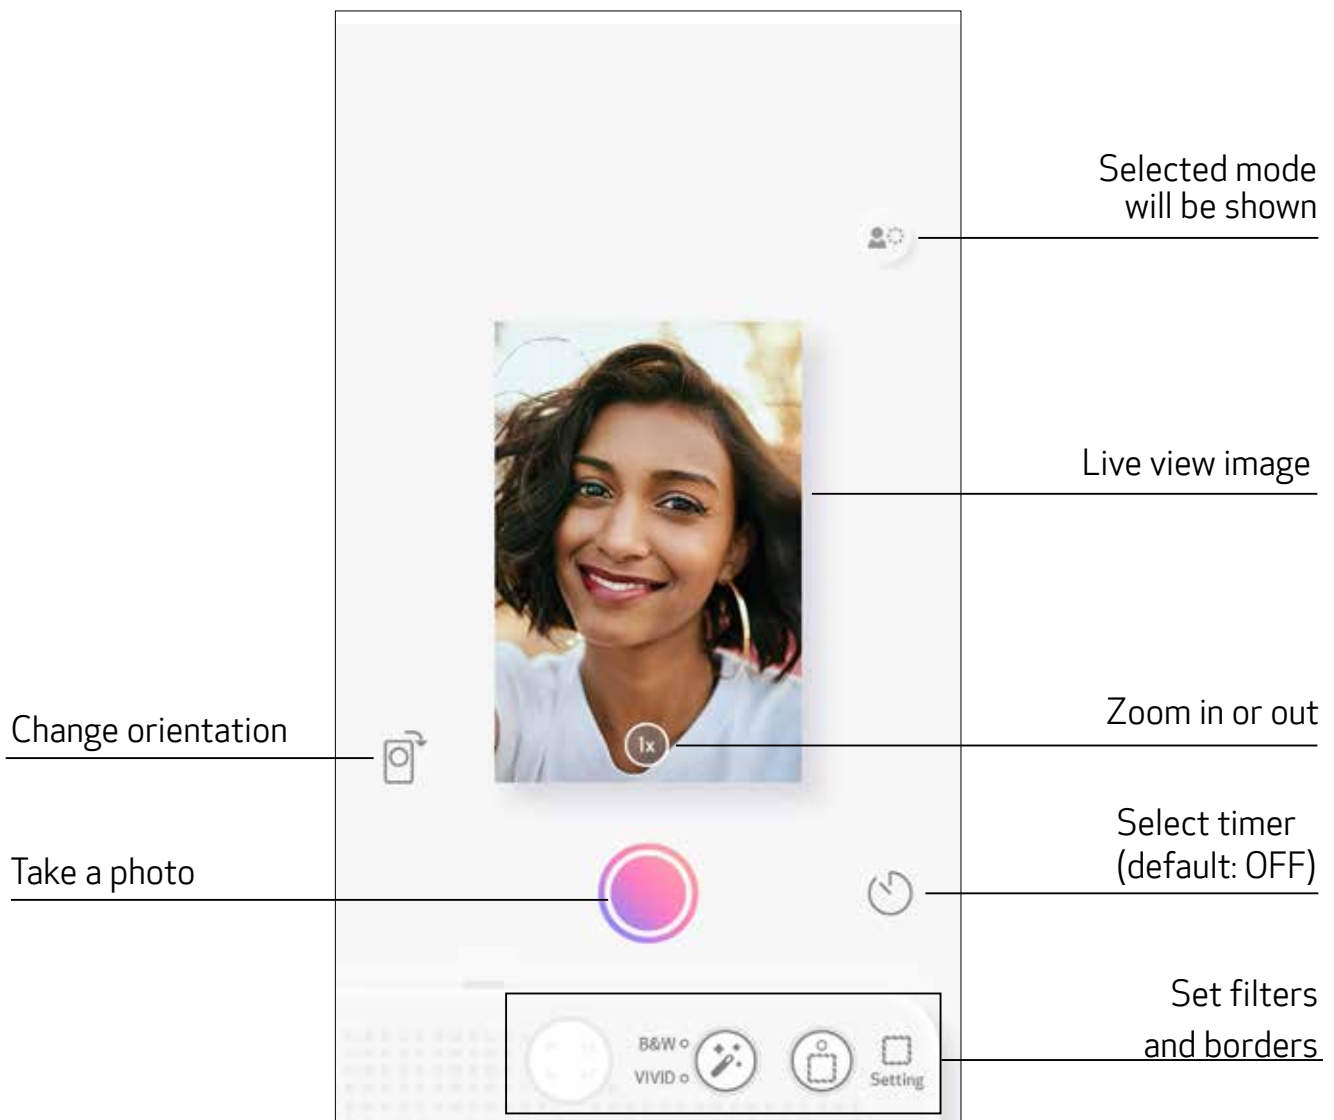 Selected mode
will be shown
Live view image
Zoom in or out
1x
Change orientation
Select timer
(default: OFF)
Take a photo
Set filters
and borders
B&W
VIVID
Setting